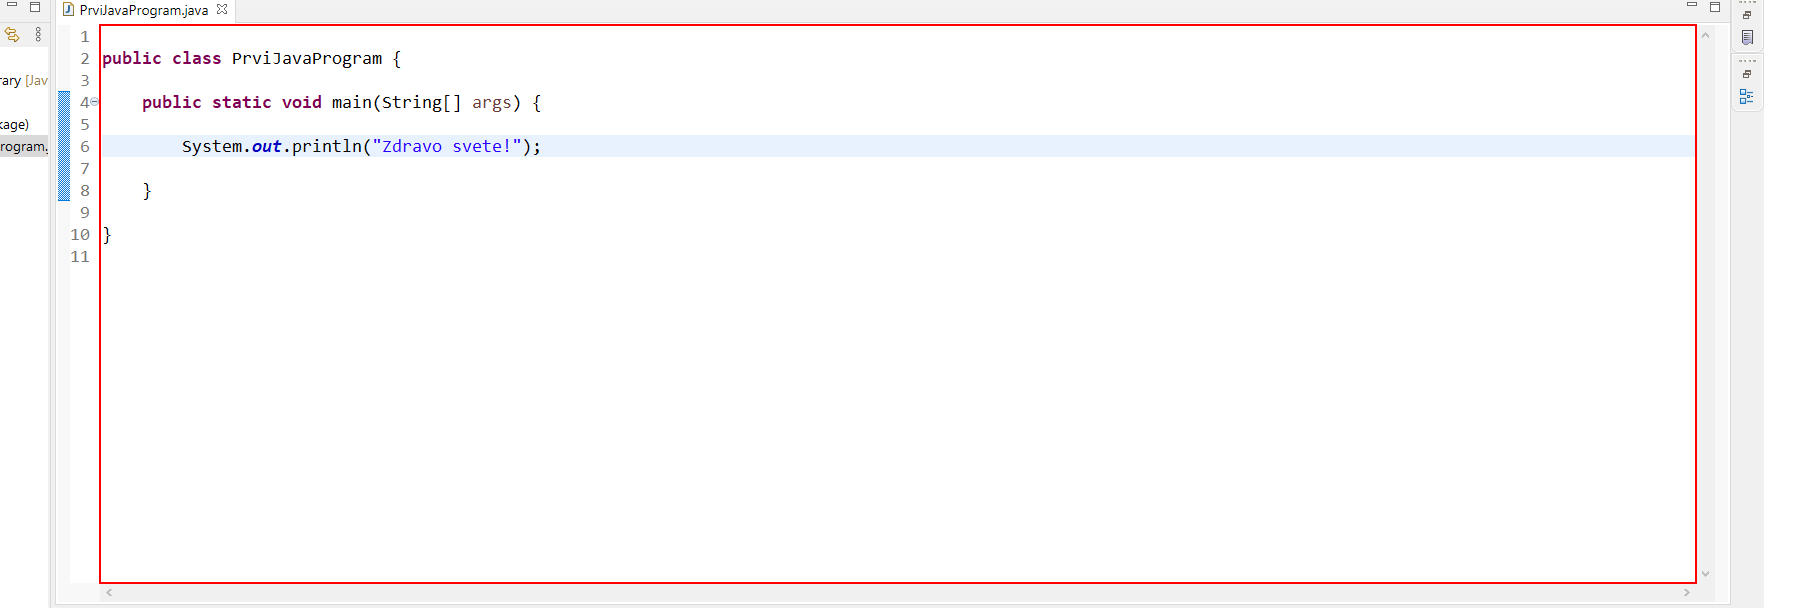 PrviJavaProgram.java
rary [Jav
kage)
rogram.
1
2 public class PrviJavaProgram {
3
4 public static void main(String[] args) {
5
6 System.out.println("Zdravo svete!");
7
8 }
9
10 }
11